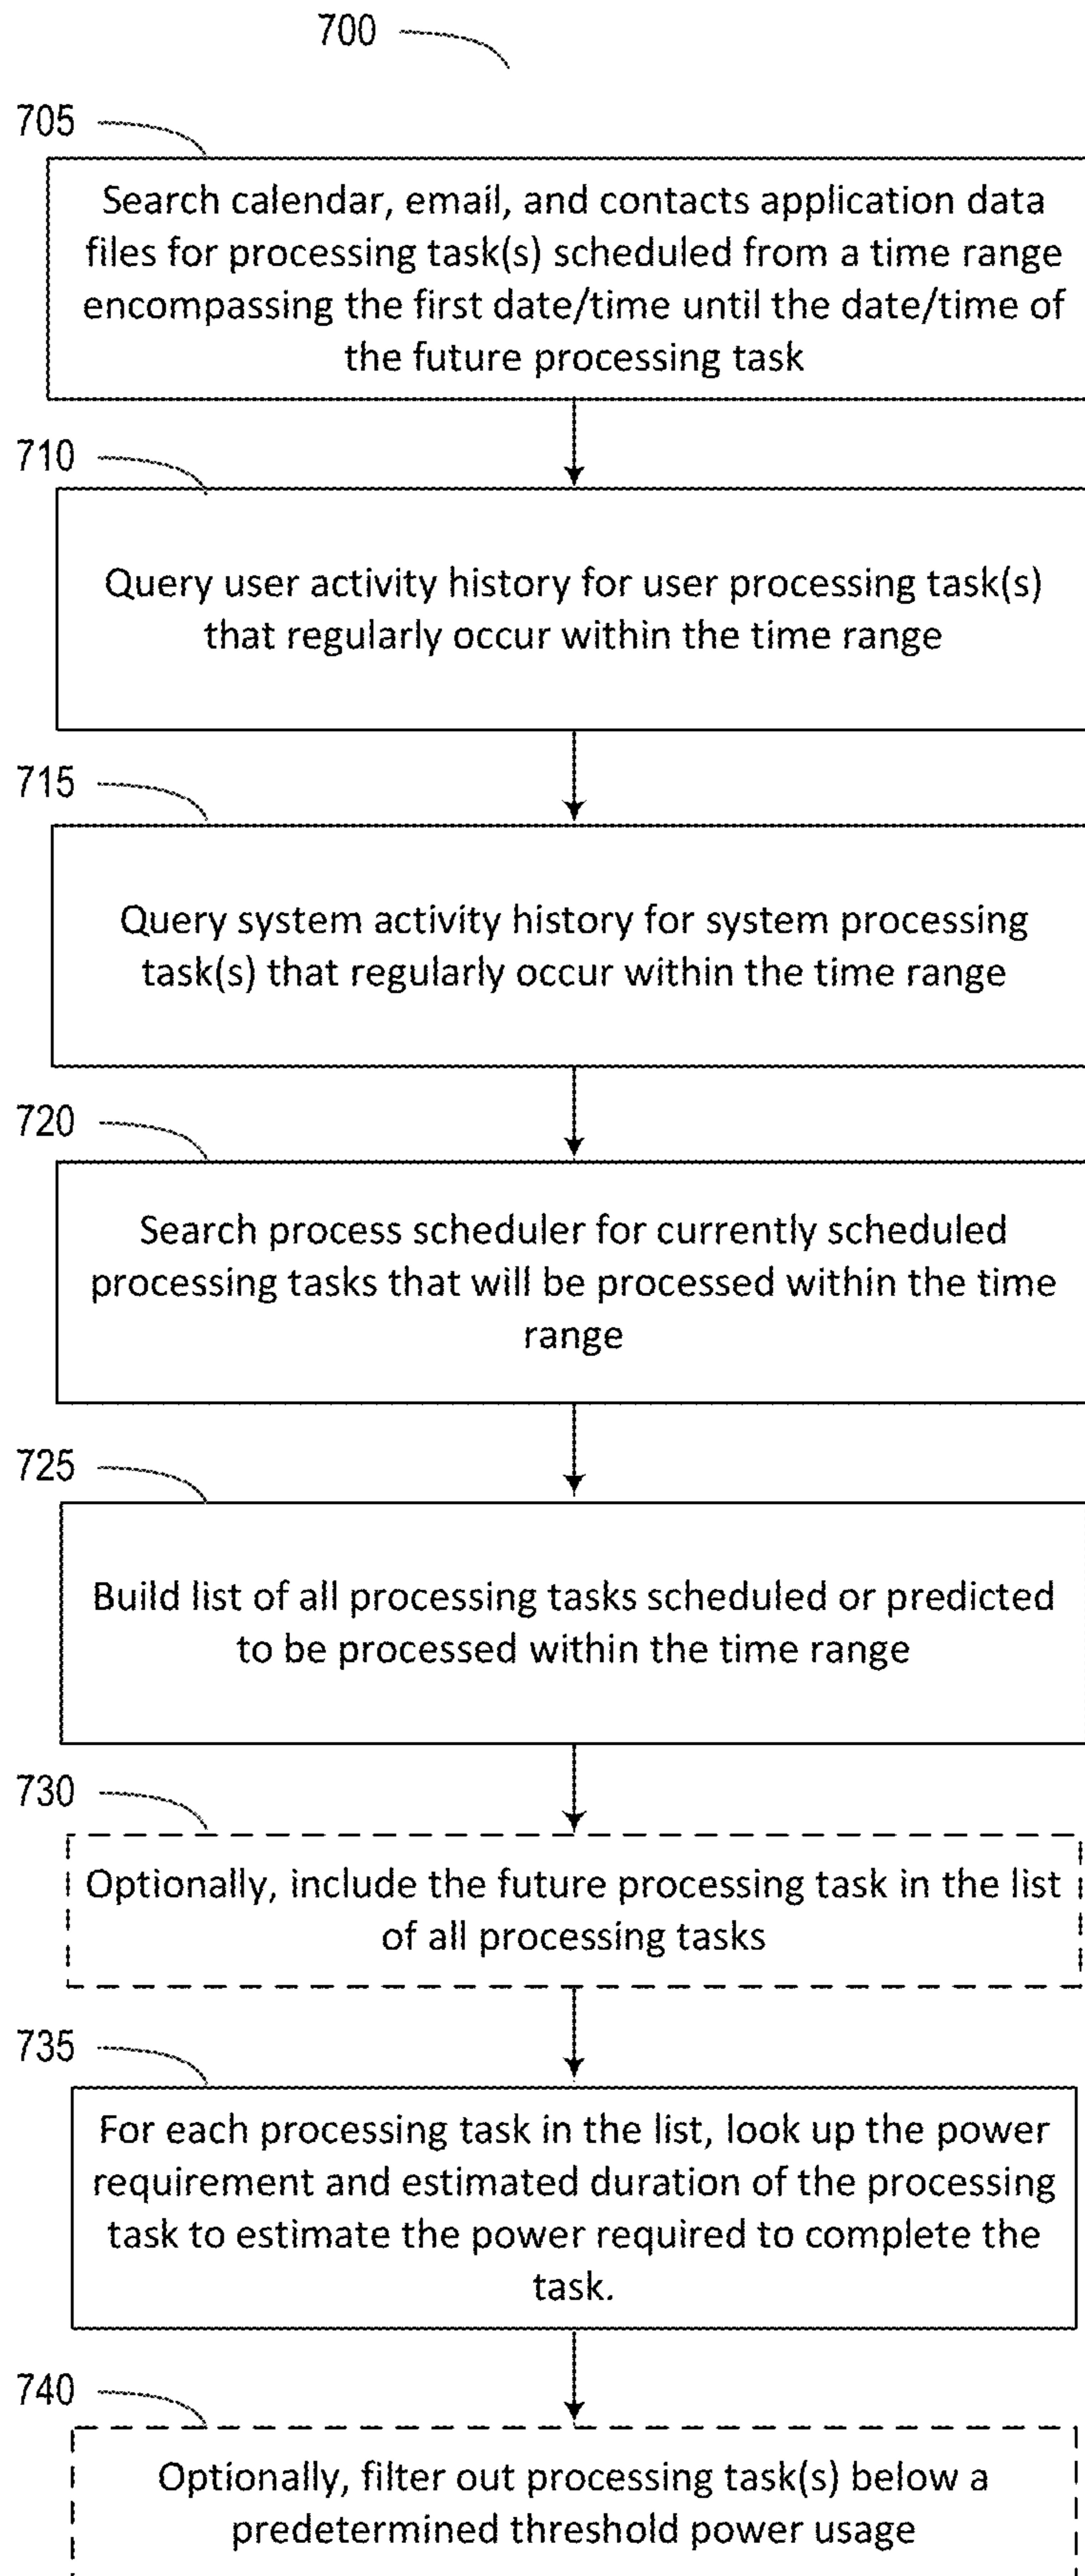 700
705
Search calendar, email, and contacts application data
files for processing task(s) scheduled from a time range
encompassing the first date/time until the date/time of
the future processing task
710
Query user activity history for user processing task(s)
that regularly occur within the time range
715
Query system activity history for system processing
task(s) that regularly occur within the time range
720
Search process scheduler for currently scheduled
processing tasks that will be processed within the time
range
725
Build list of all processing tasks scheduled or predicted
to be processed within the time range
730
Optionally, include the future processing task in the list
of all processing tasks
735
For each processing task in the list, look up the power
requirement and estimated duration of the processing
task to estimate the power required to complete the
task.
740
Optionally, filter out processing task(s) below a
predetermined threshold power usage